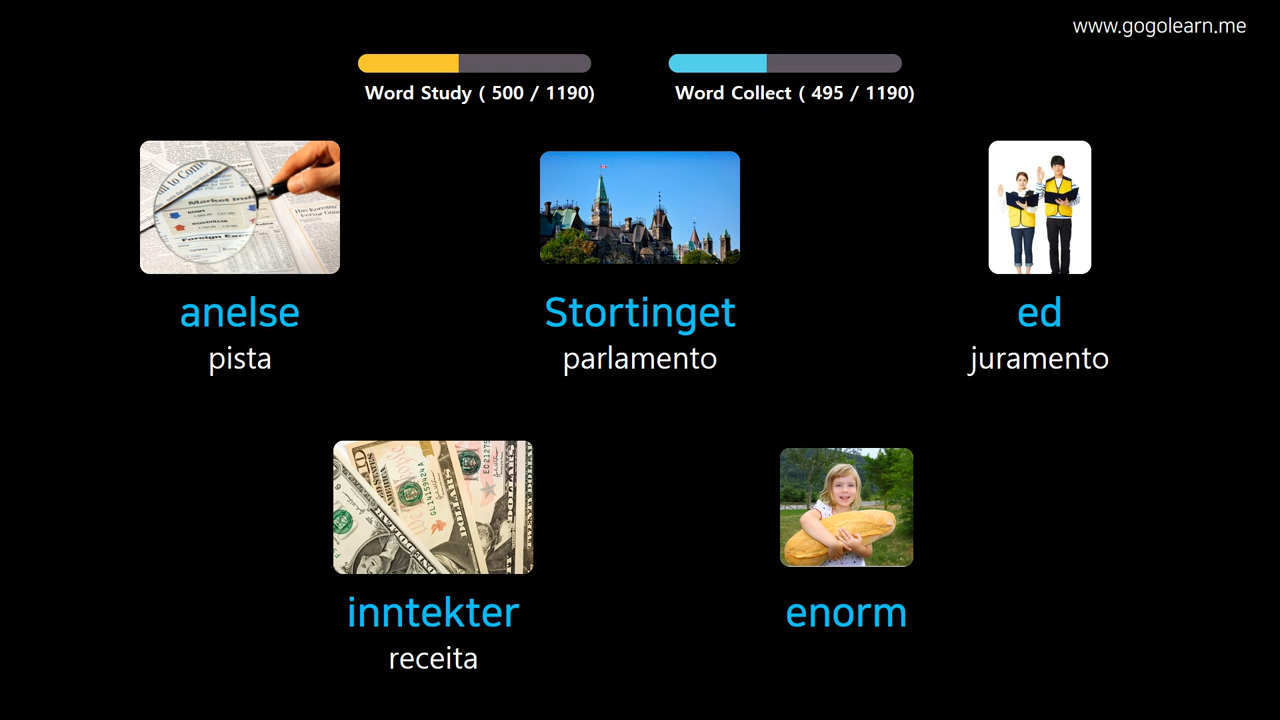 www.gogolearn.me
Word Study ( 500 / 1190)
Word Collect ( 495 / 1190)
anelse
pista
Stortinget
parlamento
ed
juramento
inntekter
receita
enorm